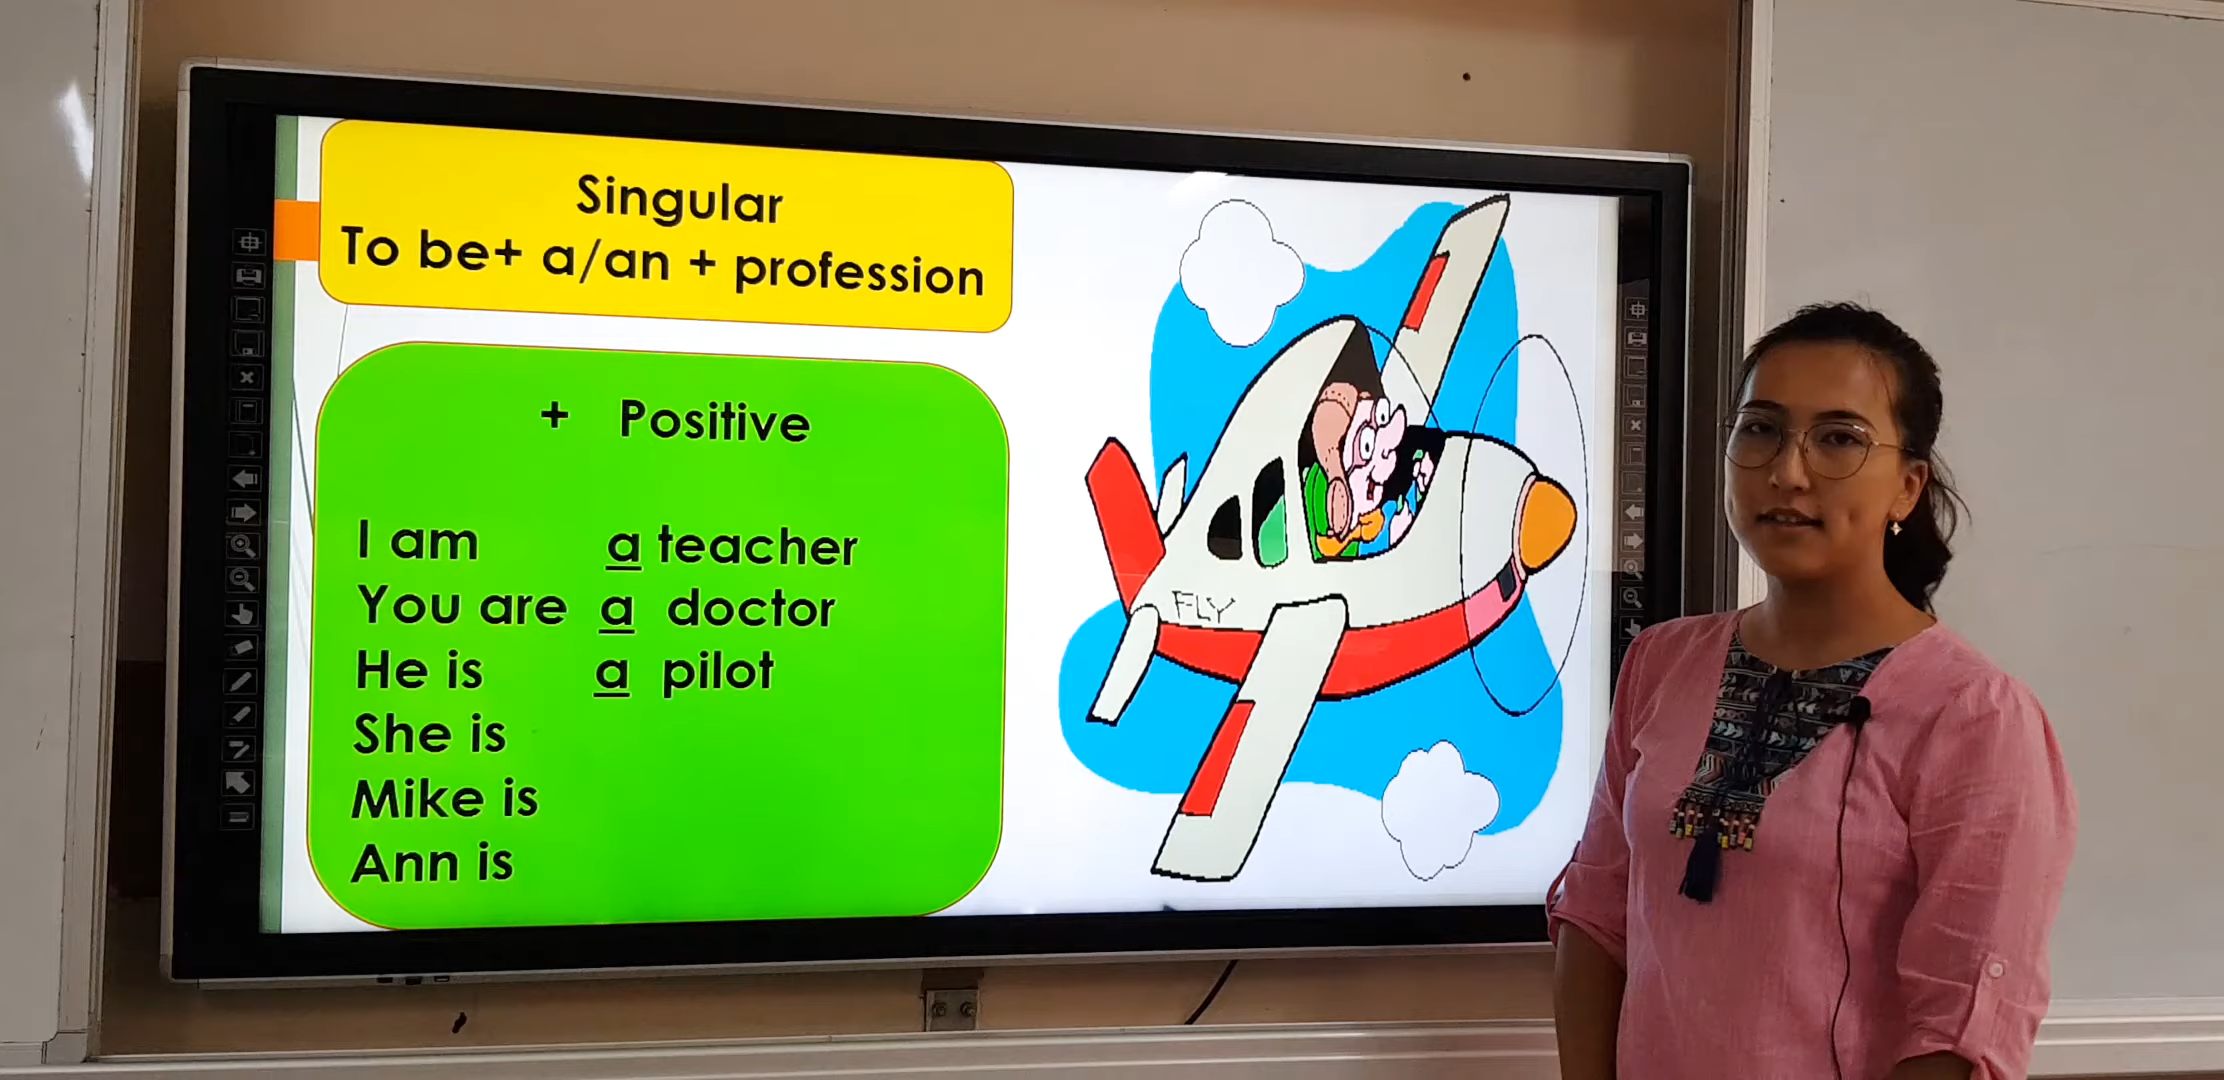 Singular
To be+ a/an + profession
+ Positive
I am a teacher
You are a doctor
He is a pilot
She is
Mike is
Ann is
FLY